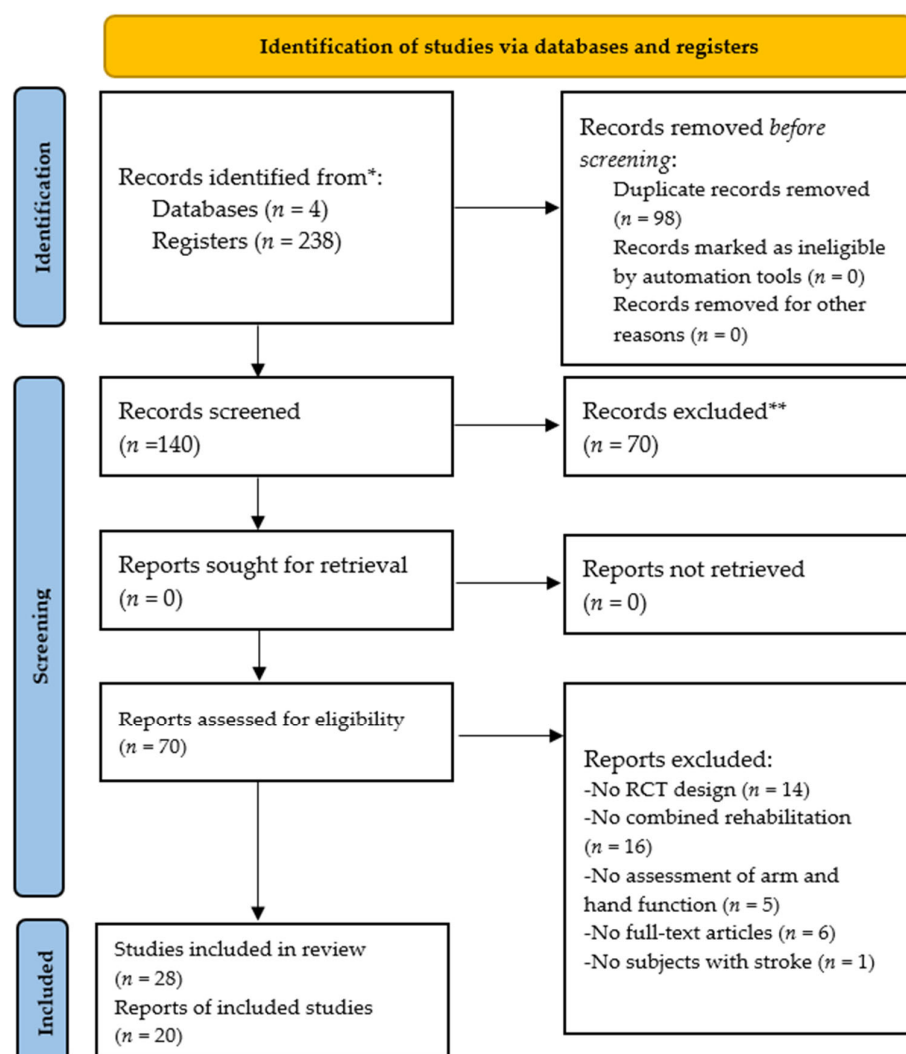 Identification of studies via databases and registers
Identification
Records identified from*:
Databases (n = 4)
Registers (n = 238)
Records removed before
screening:
Duplicate records removed
(n = 98)
Records marked as ineligible
by automation tools (n = 0)
Records removed for other
reasons (n = 0)
Screening
Records screened
(n =140)
Records excluded**
(n = 70)
Reports sought for retrieval
(n = 0)
Reports not retrieved
(n = 0)
Reports assessed for eligibility
(n = 70)
Reports excluded:
-No RCT design (n = 14)
-No combined rehabilitation
(n = 16)
-No assessment of arm and
hand function (n = 5)
-No full-text articles (n = 6)
-No subjects with stroke (n = 1)
Included
Studies included in review
(n = 28)
Reports of included studies
(n = 20)